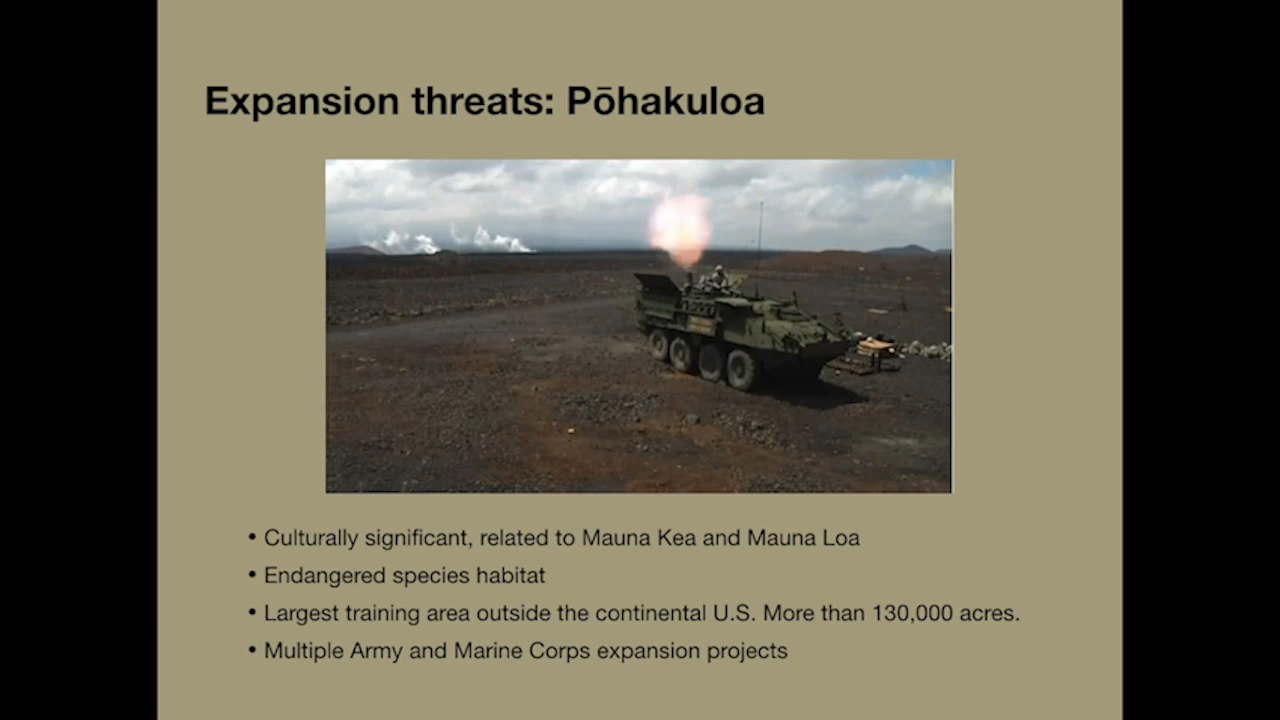 Expansion threats: Pōhakuloa
• Culturally significant, related to Mauna Kea and Mauna Loa
• Endangered species habitat
• Largest training area outside the continental U.S. More than 130,000 acres.
• Multiple Army and Marine Corps expansion projects